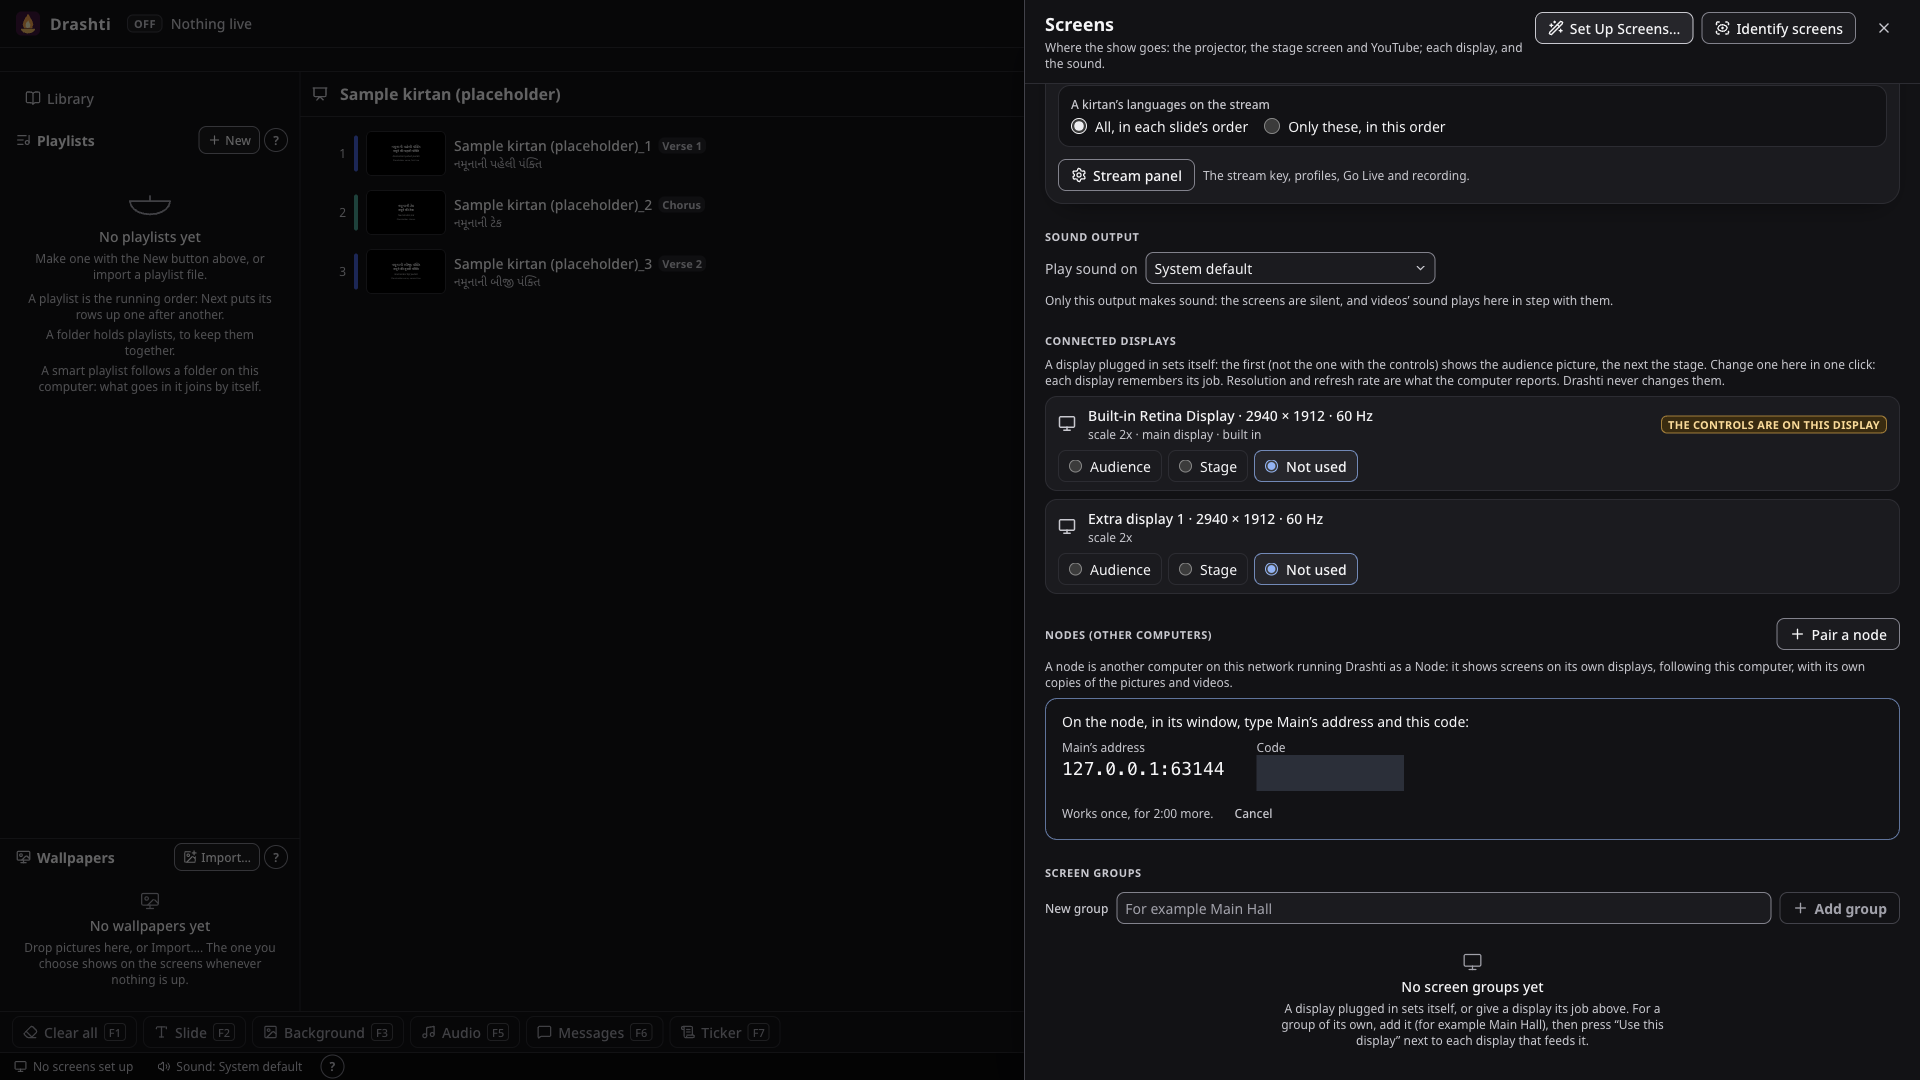 Drashti
OFF
Nothing live
Library
Playlists
New
?
No playlists yet
Make one with the New button above, or
import a playlist file.
A playlist is the running order: Next puts its
rows up one after another.
A folder holds playlists, to keep them
together.
A smart playlist follows a folder on this
computer: what goes in it joins by itself.
Wallpapers
Import...
?
No wallpapers yet
Drop pictures here, or Import.... The one you
choose shows on the screens whenever
nothing is up.
Sample kirtan (placeholder)
1
Sample kirtan (placeholder)_1 Verse 1
નમૂનાની પહેલી પંક્તિ
2
Sample kirtan (placeholder)_2 Chorus
નમૂનાની ટેક
3
Sample kirtan (placeholder)_3 Verse 2
નમૂનાની બીજી પંક્તિ
Clear all F1
Slide F2
Background F3
Audio F5
Messages F6
Ticker F7
No screens set up
Sound: System default
?
Screens
Where the show goes: the projector, the stage screen and YouTube; each display, and
the sound.
Set Up Screens...
Identify screens
A kirtan’s languages on the stream
All, in each slide’s order
Only these, in this order
Stream panel
The stream key, profiles, Go Live and recording.
SOUND OUTPUT
Play sound on System default
Only this output makes sound: the screens are silent, and videos’ sound plays here in step with them.
CONNECTED DISPLAYS
A display plugged in sets itself: the first (not the one with the controls) shows the audience picture, the next the stage. Change one here in one click:
each display remembers its job. Resolution and refresh rate are what the computer reports. Drashti never changes them.
Built-in Retina Display · 2940 × 1912 · 60 Hz
scale 2x · main display · built in
THE CONTROLS ARE ON THIS DISPLAY
Audience
Stage
Not used
Extra display 1 · 2940 × 1912 · 60 Hz
scale 2x
Audience
Stage
Not used
NODES (OTHER COMPUTERS)
Pair a node
A node is another computer on this network running Drashti as a Node: it shows screens on its own displays, following this computer, with its own
copies of the pictures and videos.
On the node, in its window, type Main’s address and this code:
Main’s address
127.0.0.1:63144
Code
Works once, for 2:00 more.
Cancel
SCREEN GROUPS
New group
For example Main Hall
Add group
No screen groups yet
A display plugged in sets itself, or give a display its job above. For a
group of its own, add it (for example Main Hall), then press “Use this
display” next to each display that feeds it.